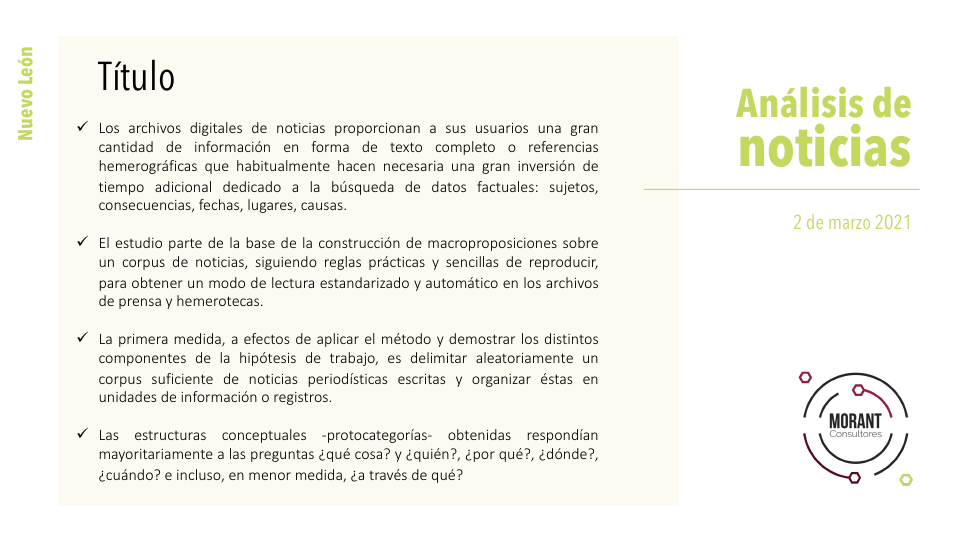 Nuevo León
Título
✓ Los archivos digitales de noticias proporcionan a sus usuarios una gran
cantidad de información en forma de texto completo o referencias
hemerográficas que habitualmente hacen necesaria una gran inversión de
tiempo adicional dedicado a la búsqueda de datos factuales: sujetos,
consecuencias, fechas, lugares, causas.
✓ El estudio parte de la base de la construcción de macroproposiciones sobre
un corpus de noticias, siguiendo reglas prácticas y sencillas de reproducir,
para obtener un modo de lectura estandarizado y automático en los archivos
de prensa y hemerotecas.
✓ La primera medida, a efectos de aplicar el método y demostrar los distintos
componentes de la hipótesis de trabajo, es delimitar aleatoriamente un
corpus suficiente de noticias periodísticas escritas y organizar éstas en
unidades de información o registros.
✓ Las estructuras conceptuales -protocategorías- obtenidas respondían
mayoritariamente a las preguntas ¿qué cosa? y ¿quién?, ¿por qué?, ¿dónde?,
¿cuándo? e incluso, en menor medida, ¿a través de qué?
Análisis de
noticias
2 de marzo 2021
MORANT
Consultores